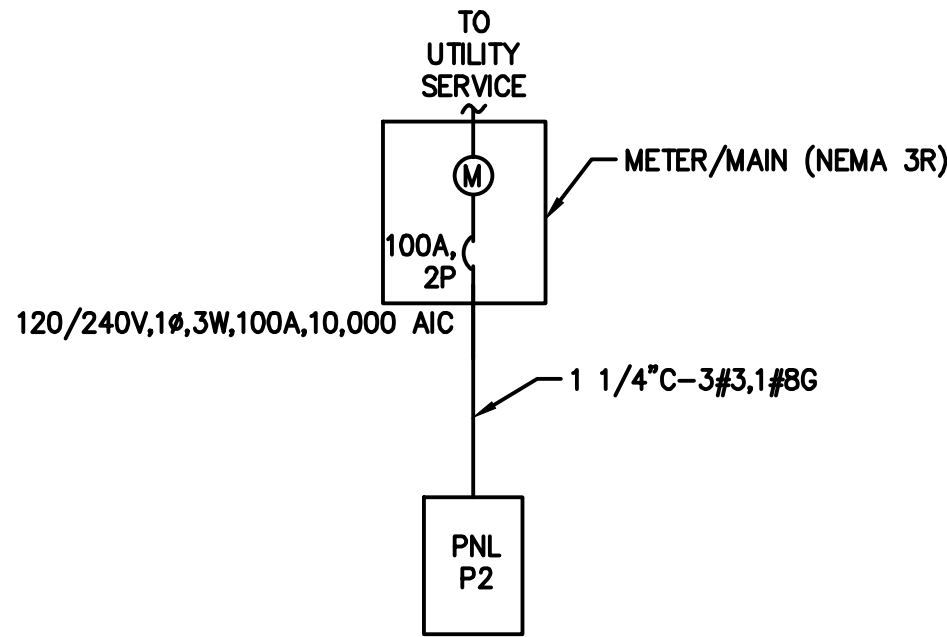 TO
UTILITY
SERVICE
METER/MAIN (NEMA 3R)
M
100A,
2P
120/240V,1ø,3W,100A,10,000 AIC
1 1/4"C-3#3,1#8G
PNL
P2